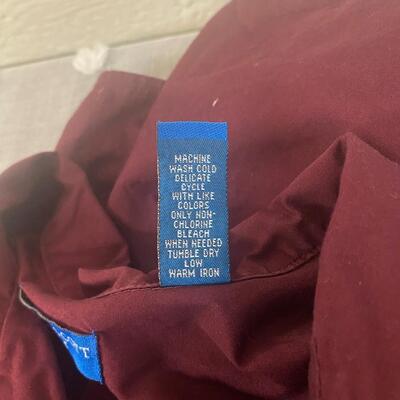 MACHINE
WASH COLD
DELICATE
CYCLE
WITH LIKE
COLORS
ONLY NON-
CHLORINE
BLEACH
WHEN NEEDED
TUMBLE DRY
LOW
WARM IRON